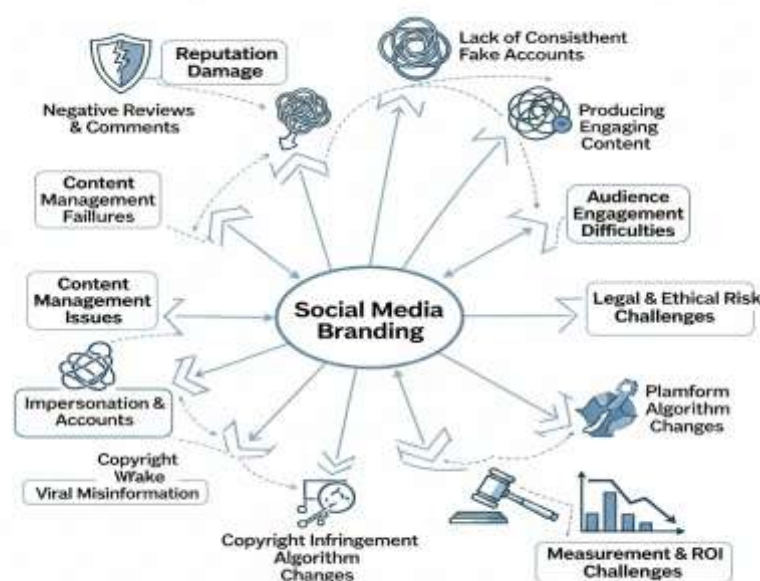 Reputation
Damage
Lack of Consisthent
Fake Accounts
Negative Reviews
& Comments
Producing
Engaging
Content
Content
Management
Faillures
Audience
Engagement
Difficulties
Content
Management
Issues
Social Media
Branding
Legal & Ethical Risk
Challenges
Impersonation &
Accounts
Plamform
Algorithm
Changes
Copyright
Viral Misinformation
Copyright Infringement
Algorithm
Changes
Measurement & ROI
Challenges